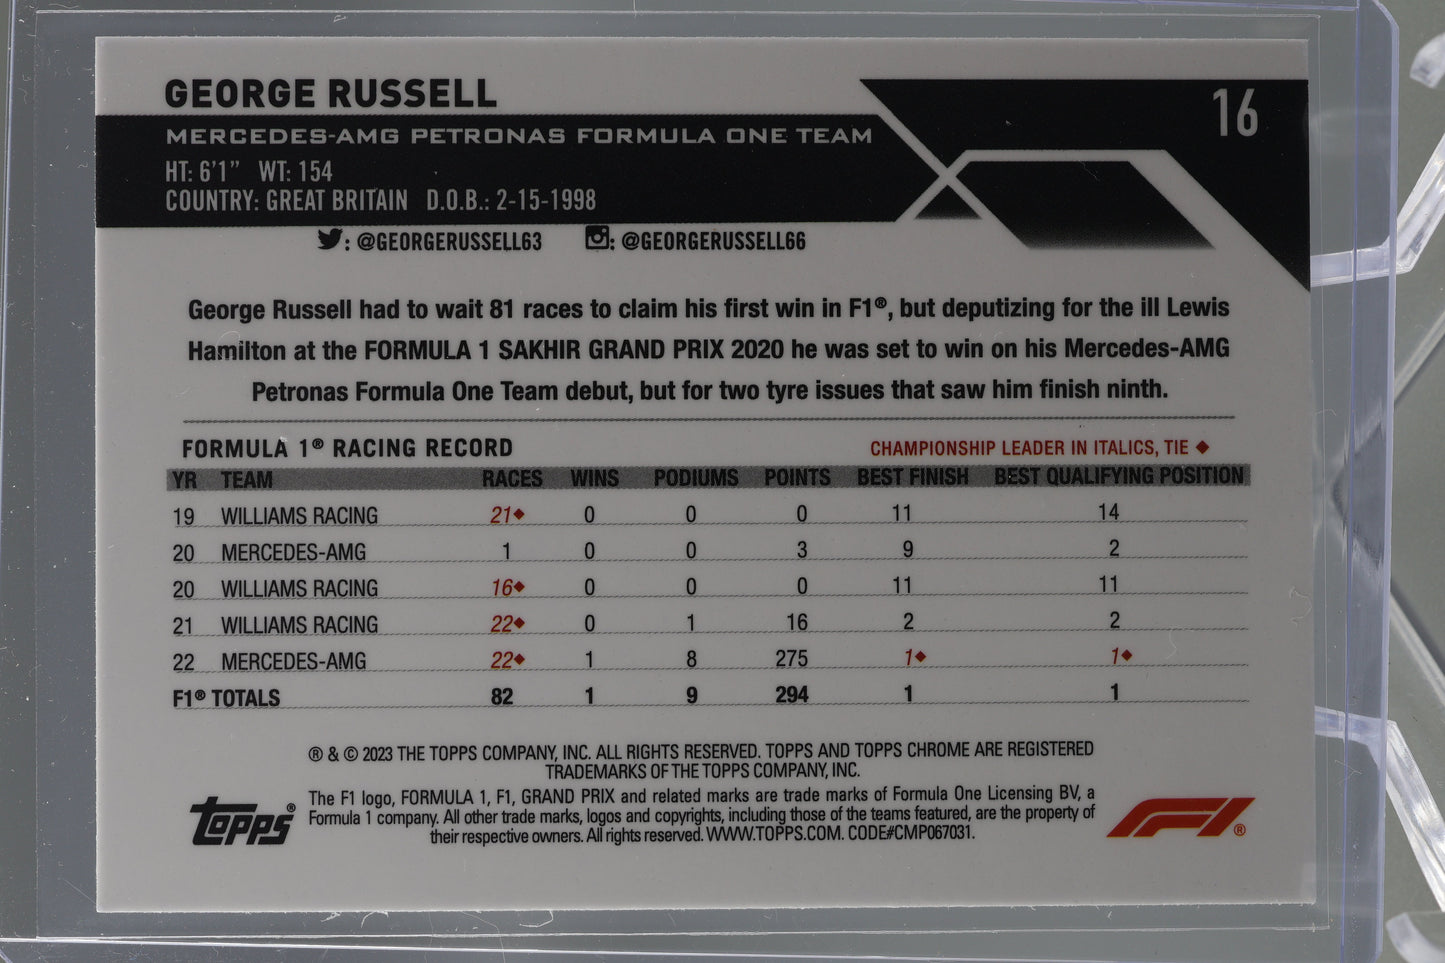 GEORGE RUSSELL
16
MERCEDES-AMG PETRONAS FORMULA ONE TEAM
HT: 6'1" WT: 154
COUNTRY: GREAT BRITAIN D.O.B.: 2-15-1998
: @GEORGERUSSELL63 : @GEORGERUSSELL66
George Russell had to wait 81 races to claim his first win in F1®, but deputizing for the ill Lewis
Hamilton at the FORMULA 1 SAKHIR GRAND PRIX 2020 he was set to win on his Mercedes-AMG
Petronas Formula One Team debut, but for two tyre issues that saw him finish ninth.
FORMULA 1® RACING RECORD CHAMPIONSHIP LEADER IN ITALICS, TIE ◆
YR TEAM RACES WINS PODIUMS POINTS BEST FINISH BEST QUALIFYING POSITION
19 WILLIAMS RACING 21◆ 0 0 0 11 14
20 MERCEDES-AMG 1 0 0 3 9 2
20 WILLIAMS RACING 16◆ 0 0 0 11 11
21 WILLIAMS RACING 22◆ 0 1 16 2 2
22 MERCEDES-AMG 22◆ 1 8 275 1◆ 1◆
F1® TOTALS 82 1 9 294 1 1
® & © 2023 THE TOPPS COMPANY, INC. ALL RIGHTS RESERVED. TOPPS AND TOPPS CHROME ARE REGISTERED
TRADEMARKS OF THE TOPPS COMPANY, INC.
The F1 logo, FORMULA 1, F1, GRAND PRIX and related marks are trade marks of Formula One Licensing BV, a
Formula 1 company. All other trade marks, logos and copyrights, including those of the teams featured, are the property of
their respective owners. All rights reserved. WWW.TOPPS.COM. CODE#CMP067031.
Topps®
F1®